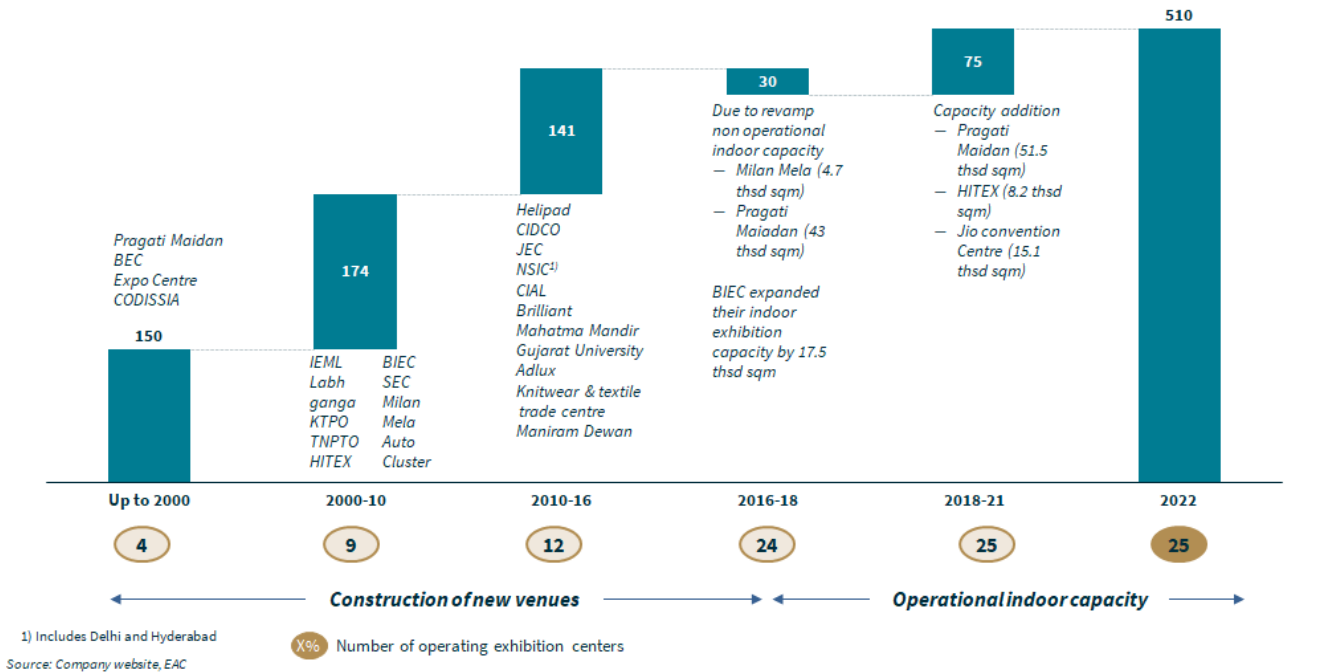 510
75
30
141
174
150
Pragati Maidan
BEC
Expo Centre
CODISSIA
IEML
Labh
ganga
KTPO
TNPTO
HITEX
BIEC
SEC
Milan
Mela
Auto
Cluster
Helipad
CIDCO
JEC
NSIC1)
CIAL
Brilliant
Mahatma Mandir
Gujarat University
Adlux
Knitwear & textile
trade centre
Maniram Dewan
Due to revamp
non operational
indoor capacity
— Milan Mela (4.7
thsd sqm)
— Pragati
Maiadan (43
thsd sqm)
BIEC expanded
their indoor
exhibition
capacity by 17.5
thsd sqm
Capacity addition
— Pragati
Maidan (51.5
thsd sqm)
— HITEX (8.2 thsd
sqm)
— Jio convention
Centre (15.1
thsd sqm)
Up to 2000 2000-10 2010-16 2016-18 2018-21 2022
4 9 12 24 25 25
Construction of new venues Operational indoor capacity
1) Includes Delhi and Hyderabad
X% Number of operating exhibition centers
Source: Company website, EAC